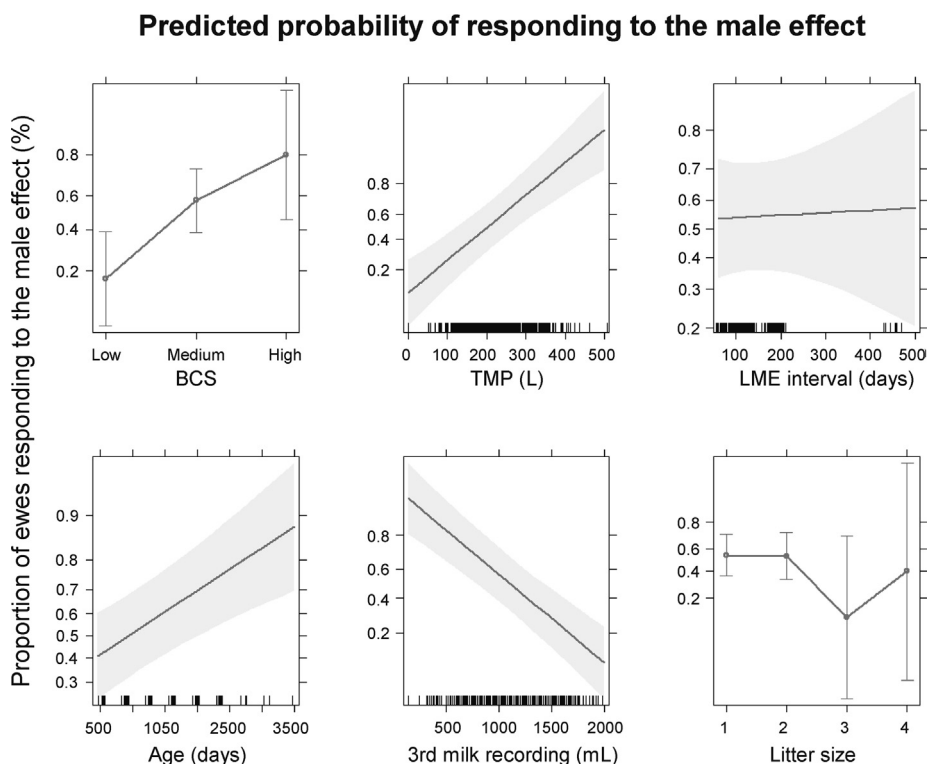 Predicted probability of responding to the male effect
Proportion of ewes responding to the male effect (%)
0.8
0.6
0.4
0.2
Low Medium High
BCS
0.8
0.6
0.4
0.2
0 100 200 300 400 500
TMP (L)
0.8
0.7
0.6
0.5
0.4
0.3
0.2
100 200 300 400 500
LME interval (days)
0.9
0.8
0.7
0.6
0.5
0.4
0.3
500 1050 2500 3500
Age (days)
0.8
0.6
0.4
0.2
500 1000 1500 2000
3rd milk recording (mL)
0.8
0.6
0.4
0.2
1 2 3 4
Litter size